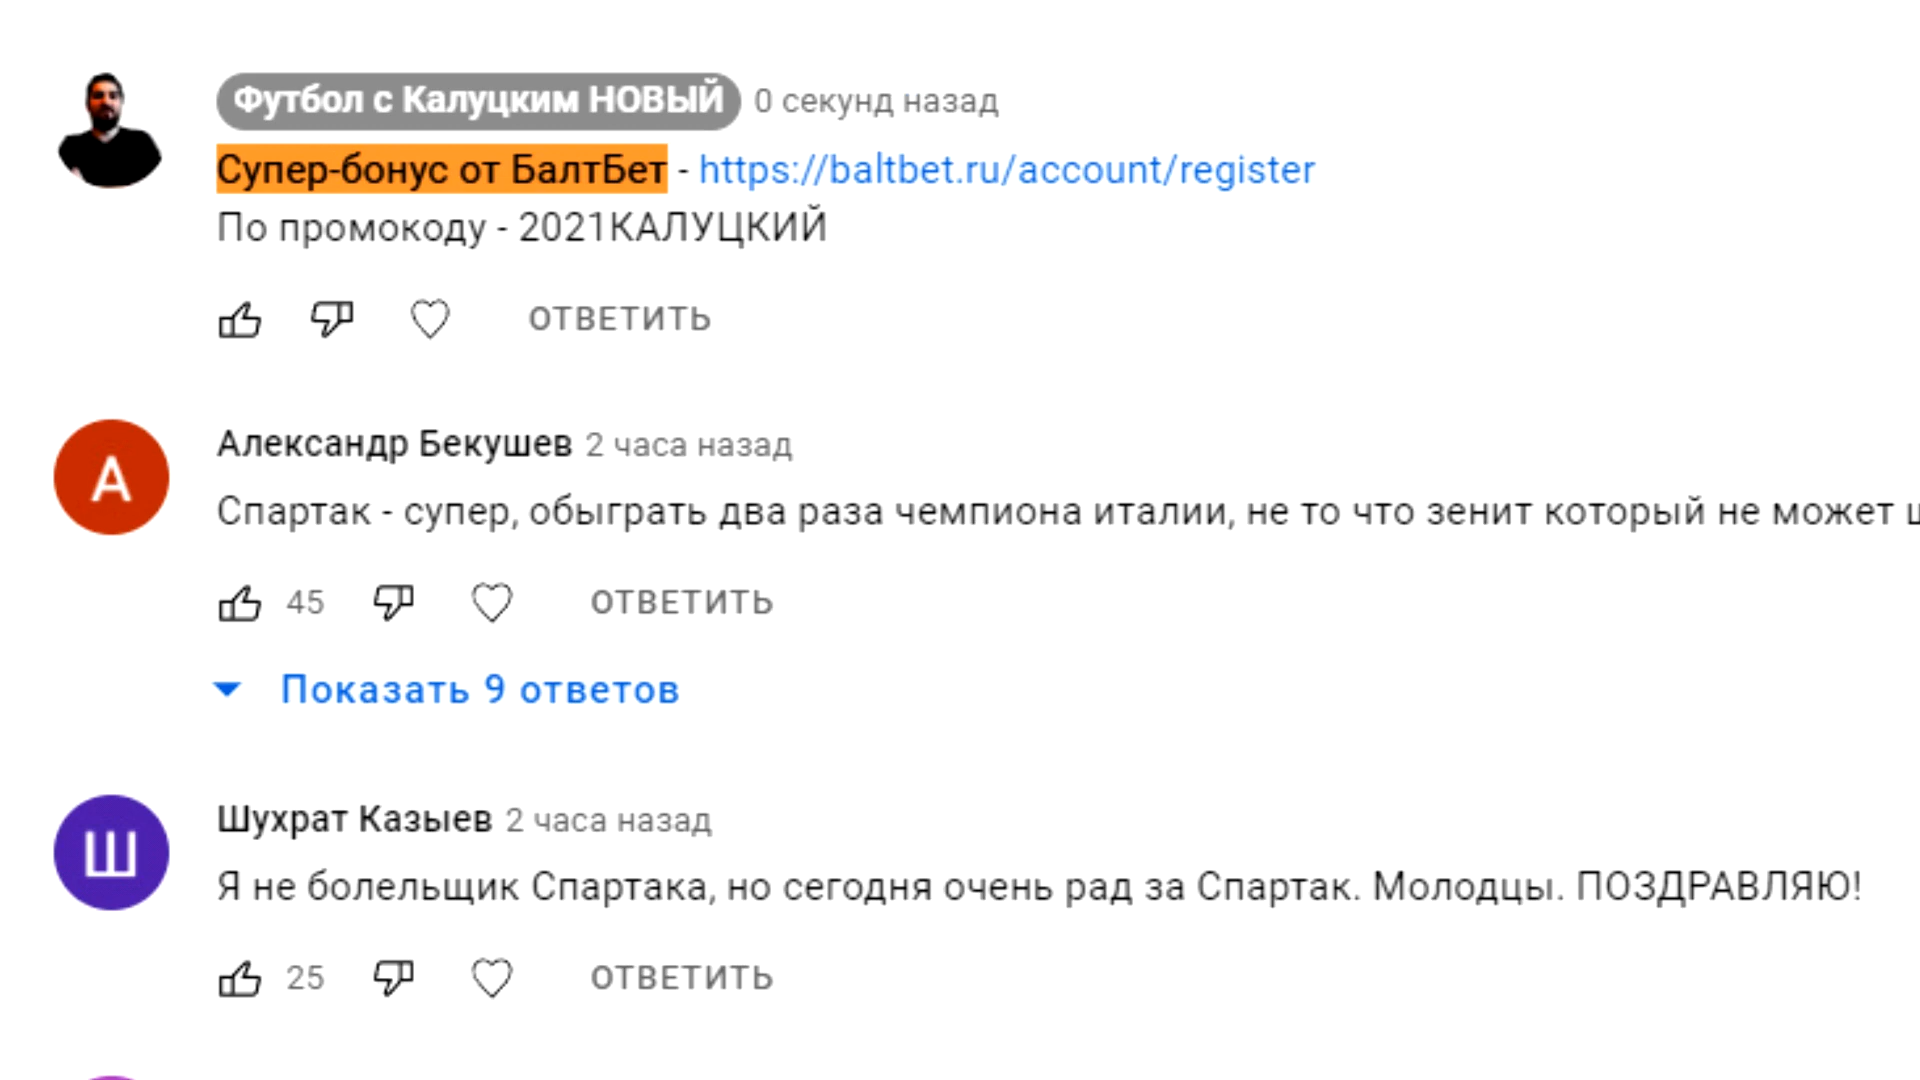 Футбол с Калуцким НОВЫЙ 0 секунд назад
Супер-бонус от БалтБет - https://baltbet.ru/account/register
По промокоду - 2021КАЛУЦКИЙ
ОТВЕТИТЬ
А
Александр Бекушев 2 часа назад
Спартак - супер, обыграть два раза чемпиона италии, не то что зенит который не может
45 ОТВЕТИТЬ
Показать 9 ответов
Ш
Шухрат Казыев 2 часа назад
Я не болельщик Спартака, но сегодня очень рад за Спартак. Молодцы. ПОЗДРАВЛЯЮ!
25 ОТВЕТИТЬ